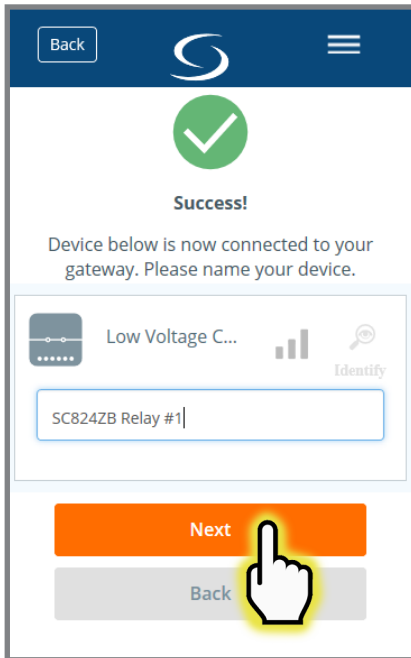 Back
Success!
Device below is now connected to your
gateway. Please name your device.
Low Voltage C...
Identify
SC824ZB Relay #1
Next
Back